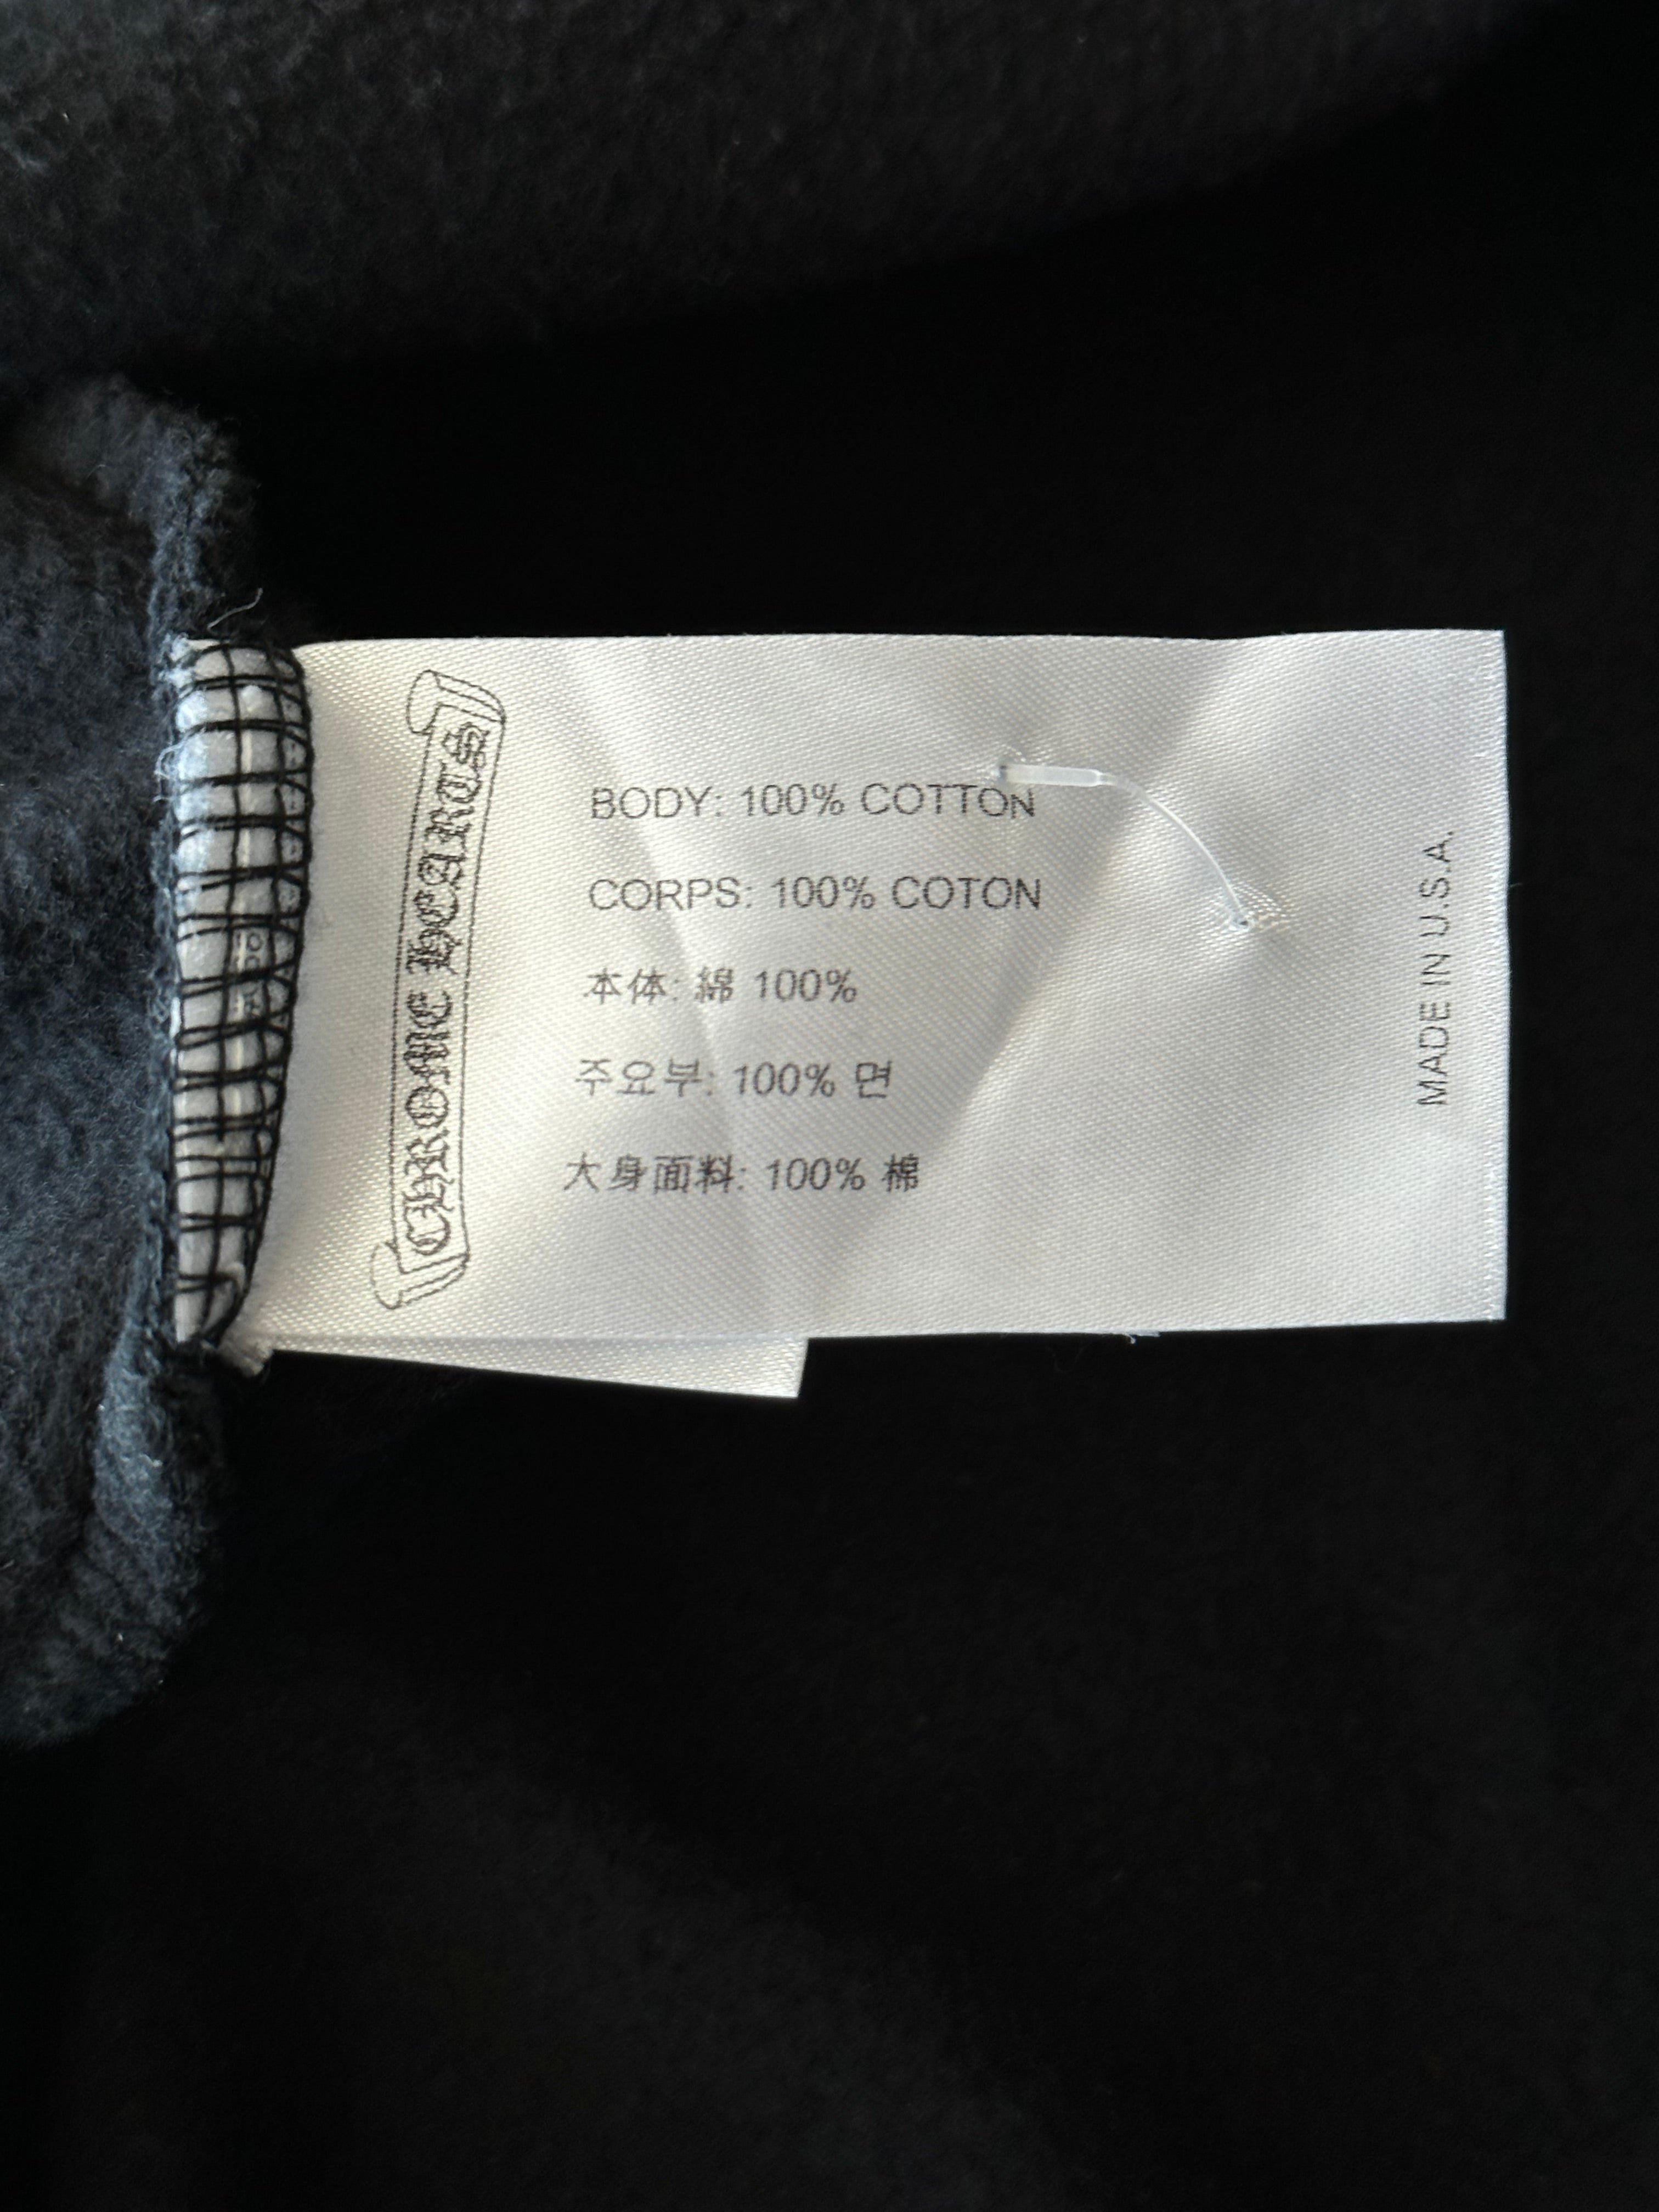 CHROME HEARTS
BODY: 100% COTTON
CORPS: 100% COTON
本体: 綿 100%
주요부: 100% 면
大身面料: 100% 棉
MADE IN U.S.A.